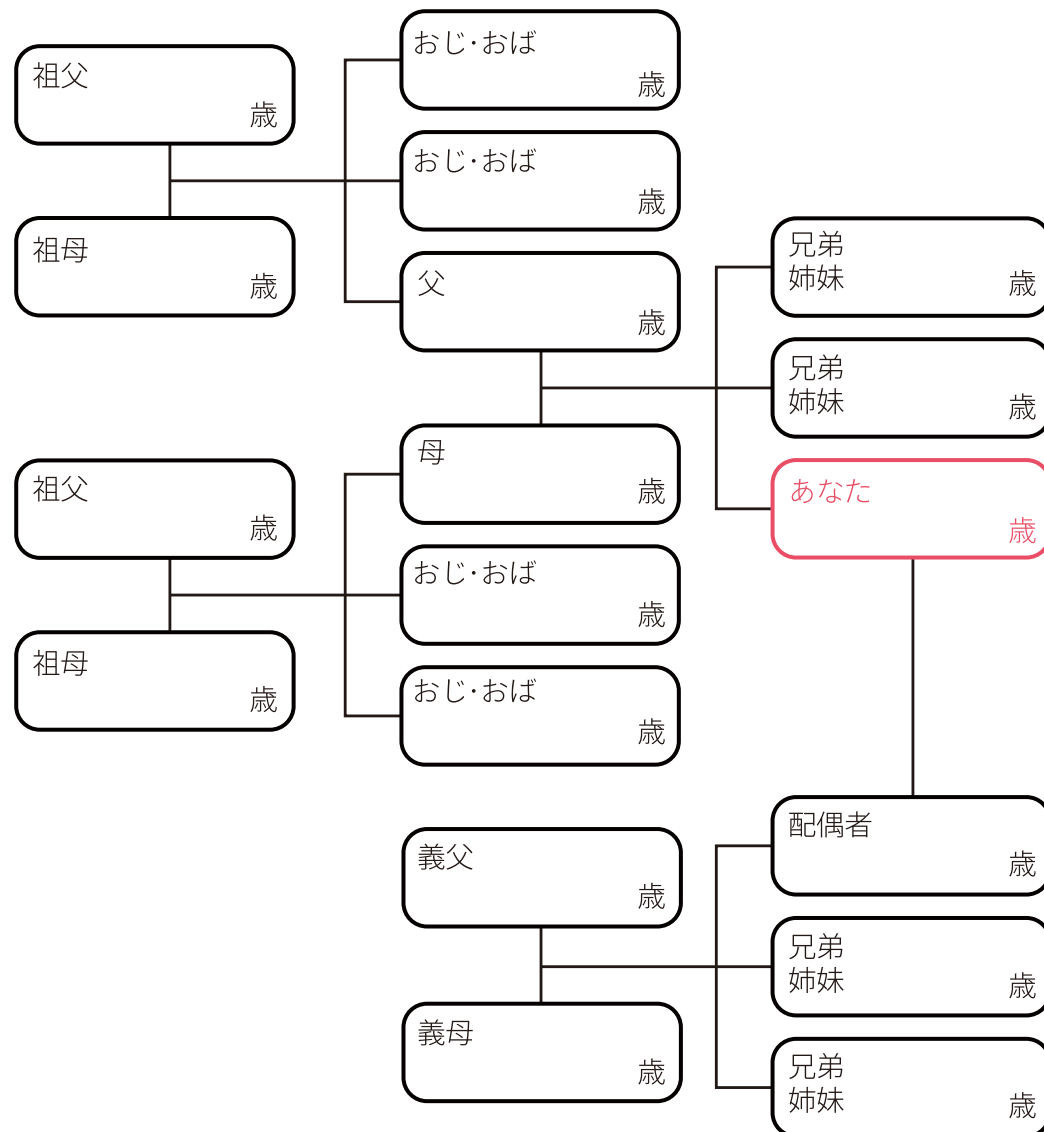 祖父
歳
祖母
歳
祖父
歳
祖母
歳
おじ・おば
歳
おじ・おば
歳
父
歳
母
歳
おじ・おば
歳
おじ・おば
歳
義父
歳
義母
歳
兄弟
姉妹
歳
兄弟
姉妹
歳
あなた
歳
配偶者
歳
兄弟
姉妹
歳
兄弟
姉妹
歳